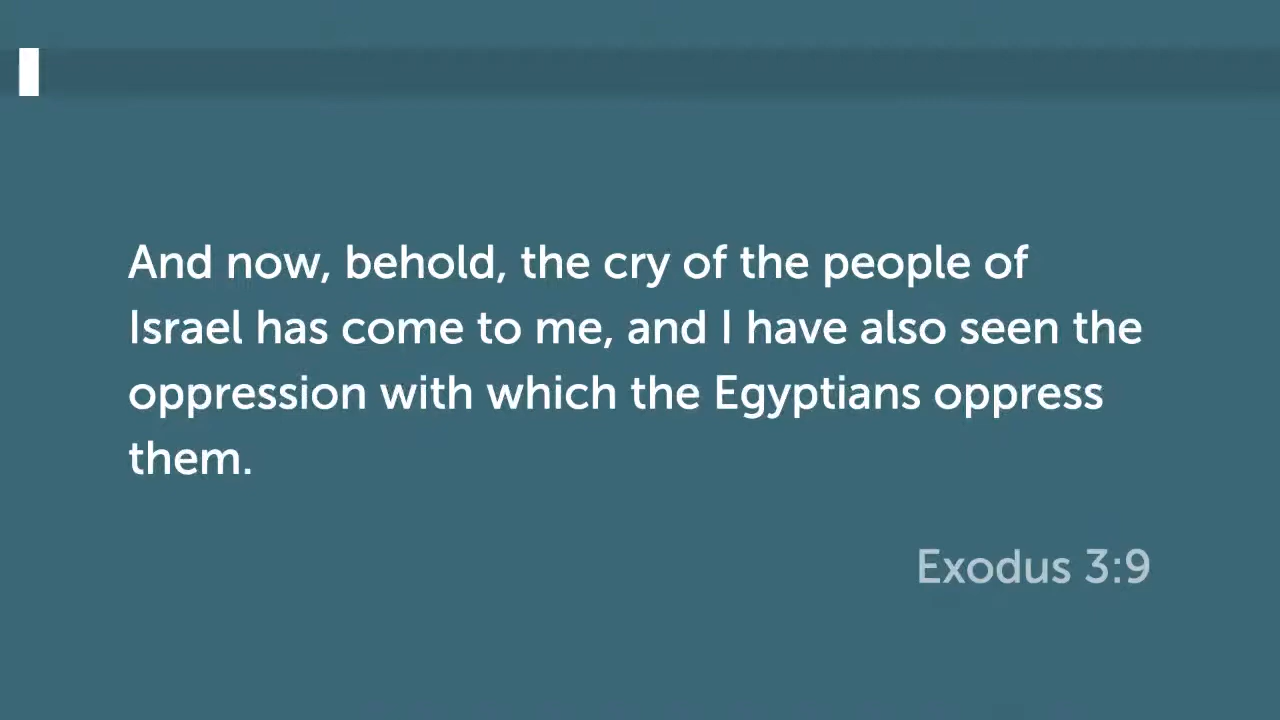 And now, behold, the cry of the people of
Israel has come to me, and I have also seen the
oppression with which the Egyptians oppress
them.
Exodus 3:9